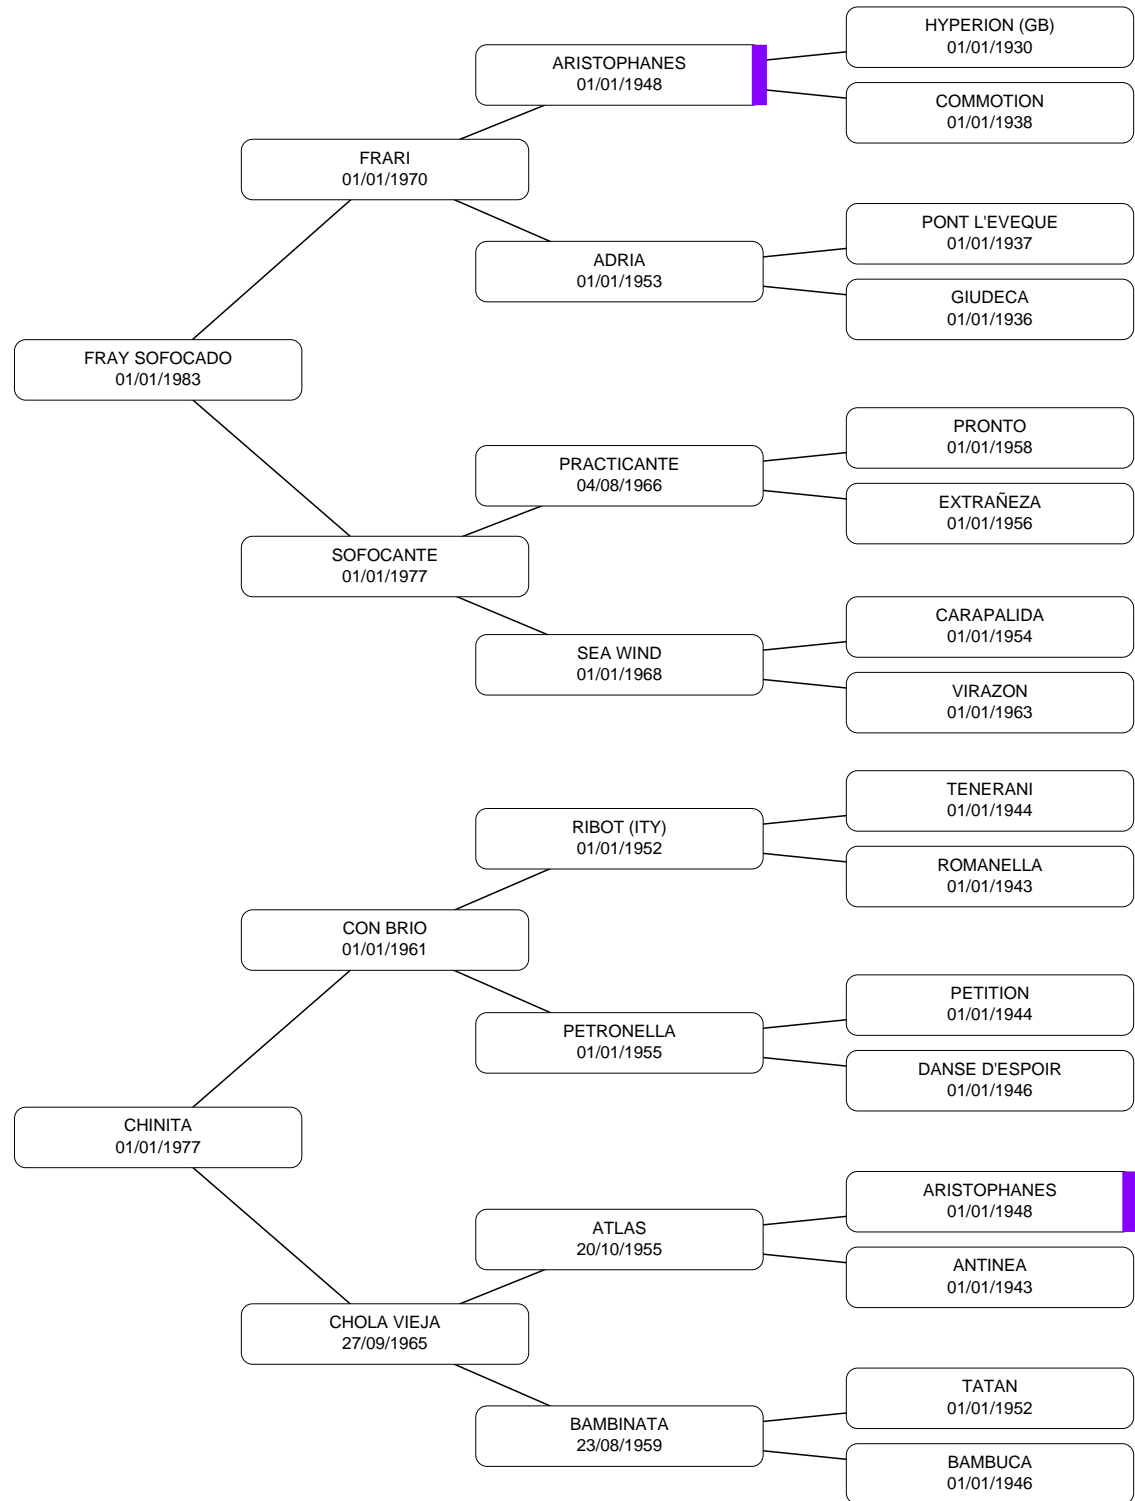 HYPERION (GB)
01/01/1930
ARISTOPHANES
01/01/1948
COMMOTION
01/01/1938
FRARI
01/01/1970
PONT L'EVEQUE
01/01/1937
ADRIA
01/01/1953
GIUDECA
01/01/1936
FRAY SOFOCADO
01/01/1983
PRONTO
01/01/1958
PRACTICANTE
04/08/1966
EXTRAÑEZA
01/01/1956
SOFOCANTE
01/01/1977
CARAPALIDA
01/01/1954
SEA WIND
01/01/1968
VIRAZON
01/01/1963
TENERANI
01/01/1944
RIBOT (ITY)
01/01/1952
ROMANELLA
01/01/1943
CON BRIO
01/01/1961
PETITION
01/01/1944
PETRONELLA
01/01/1955
DANSE D'ESPOIR
01/01/1946
CHINITA
01/01/1977
ARISTOPHANES
01/01/1948
ATLAS
20/10/1955
ANTINEA
01/01/1943
CHOLA VIEJA
27/09/1965
TATAN
01/01/1952
BAMBINATA
23/08/1959
BAMBUCA
01/01/1946